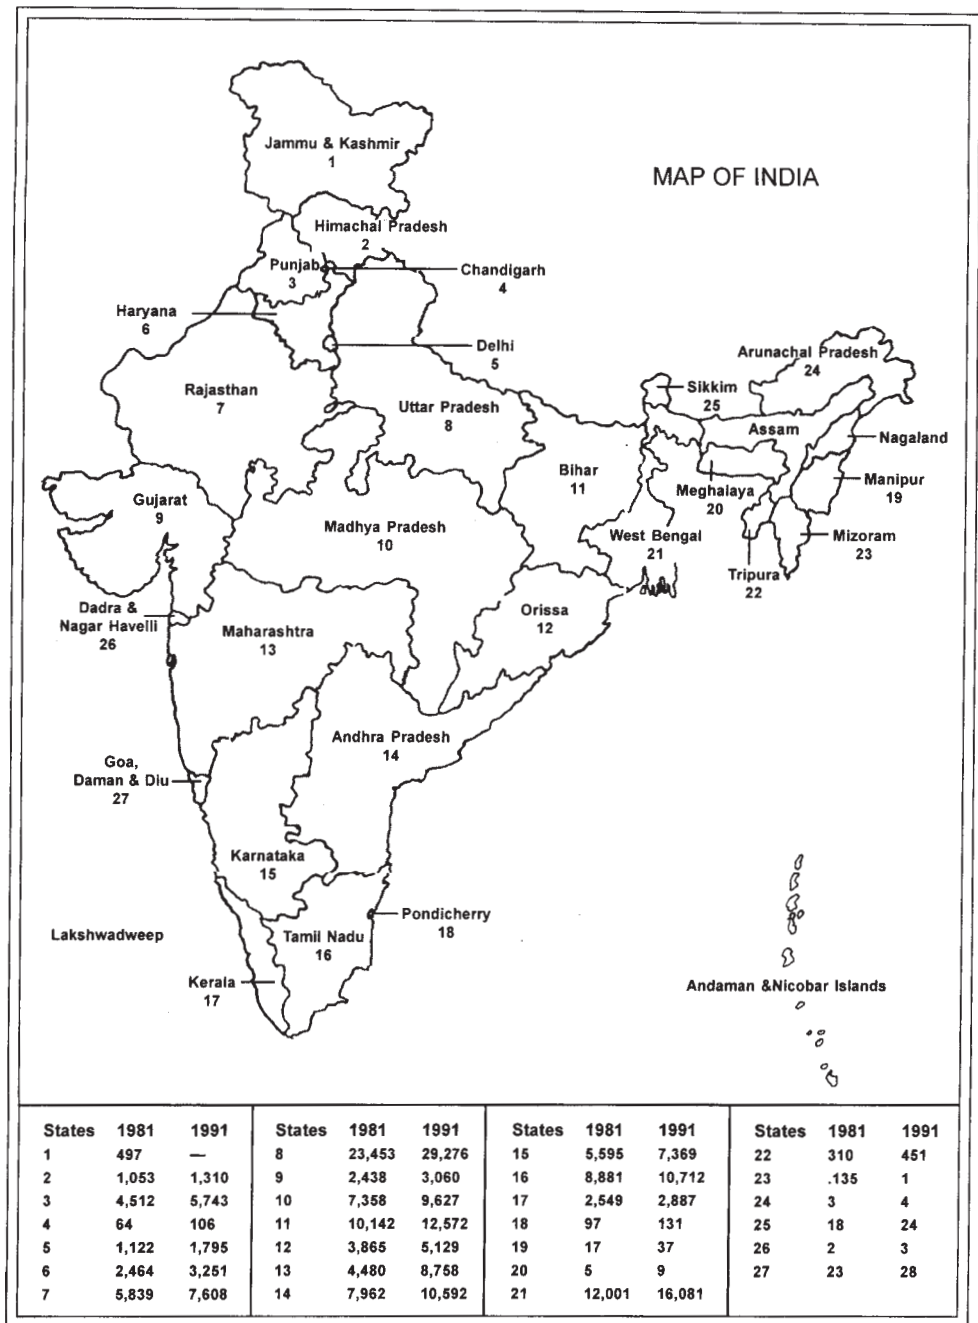 MAP OF INDIA
Jammu & Kashmir
1
Himachal Pradesh
2
Punjab
3
Chandigarh
4
Haryana
6
Delhi
5
Rajasthan
7
Uttar Pradesh
8
Arunachal Pradesh
24
Sikkim
25
Assam
Nagaland
Bihar
11
Meghalaya
20
Manipur
19
Gujarat
9
Madhya Pradesh
10
West Bengal
21
Mizoram
23
Tripura
22
Dadra &
Nagar Havelli
26
Maharashtra
13
Orissa
12
Andhra Pradesh
14
Goa,
Daman & Diu
27
Karnataka
15
Pondicherry
18
Lakshwadweep
Tamil Nadu
16
Kerala
17
Andaman &Nicobar Islands
States 1981 1991
1 497 —
2 1,053 1,310
3 4,512 5,743
4 64 106
5 1,122 1,795
6 2,464 3,251
7 5,839 7,608
States 1981 1991
8 23,453 29,276
9 2,438 3,060
10 7,358 9,627
11 10,142 12,572
12 3,865 5,129
13 4,480 8,758
14 7,962 10,592
States 1981 1991
15 5,595 7,369
16 8,881 10,712
17 2,549 2,887
18 97 131
19 17 37
20 5 9
21 12,001 16,081
States 1981 1991
22 310 451
23 .135 1
24 3 4
25 18 24
26 2 3
27 23 28